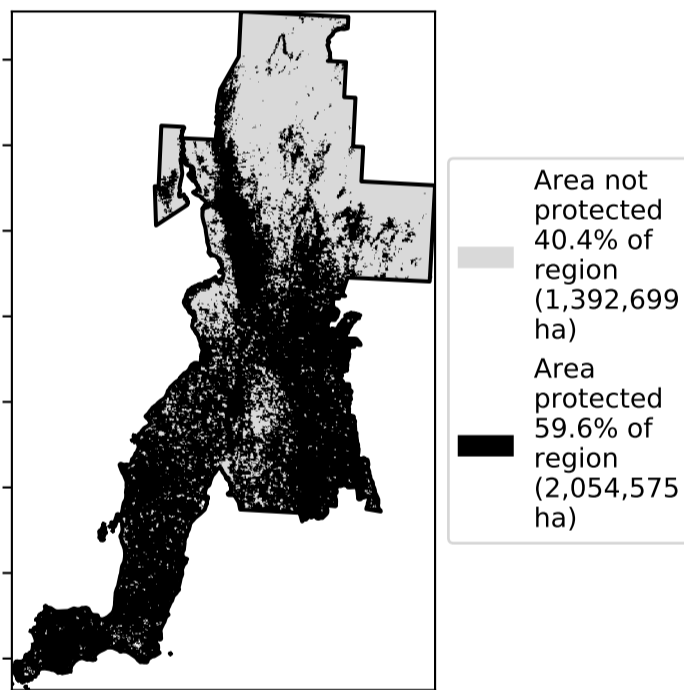 Area not
protected
40.4% of
region
(1,392,699
ha)
Area
protected
59.6% of
region
(2,054,575
ha)